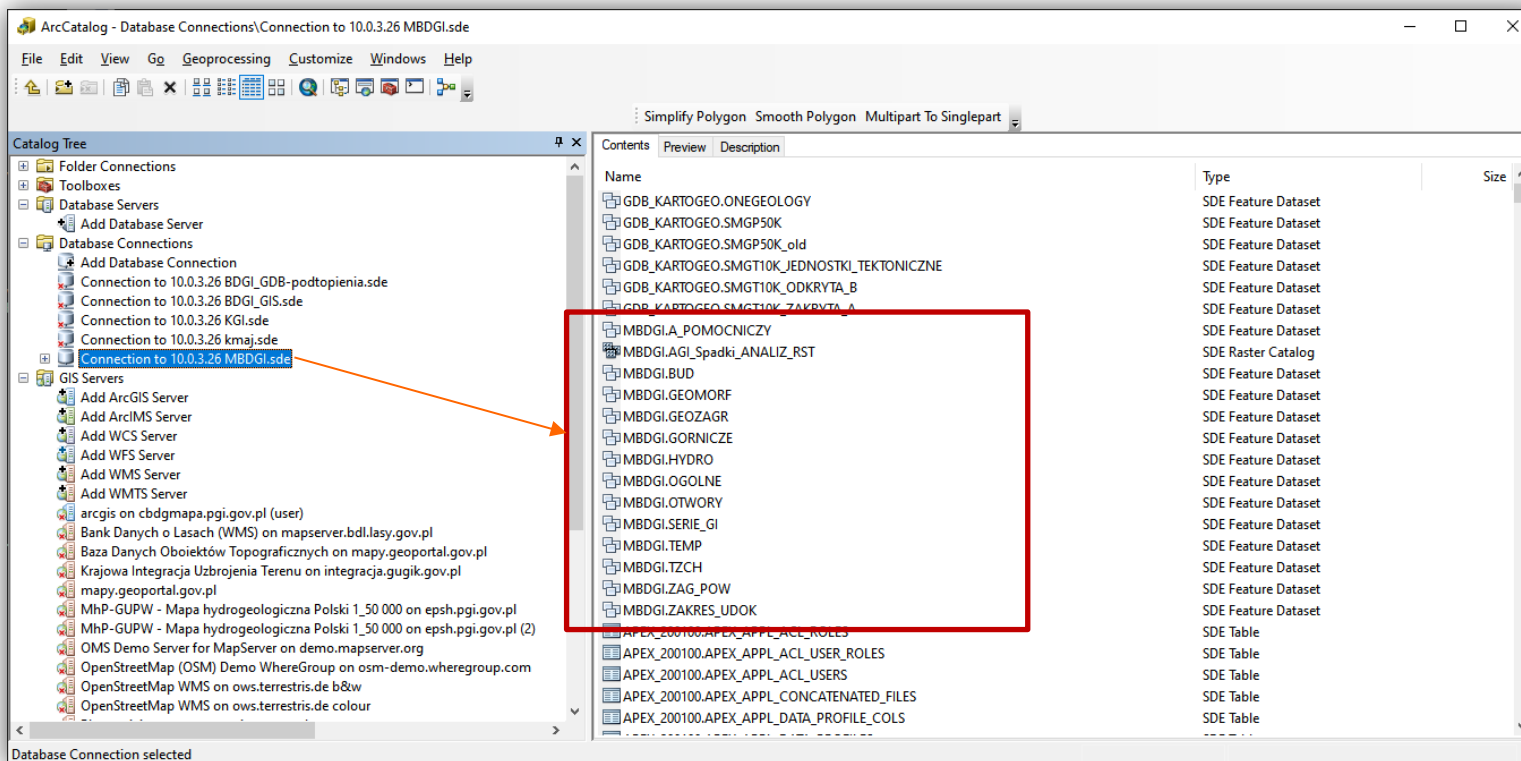 ArcCatalog - Database Connections\Connection to 10.0.3.26 MBDGI.sde
File Edit View Go Geoprocessing Customize Windows Help
Simplify Polygon Smooth Polygon Multipart To Singlepart
Catalog Tree
Folder Connections
Toolboxes
Database Servers
Add Database Server
Database Connections
Add Database Connection
Connection to 10.0.3.26 BDGI_GDB-podtopienia.sde
Connection to 10.0.3.26 BDGI_GIS.sde
Connection to 10.0.3.26 KGI.sde
Connection to 10.0.3.26 kmaj.sde
Connection to 10.0.3.26 MBDGI.sde
GIS Servers
Add ArcGIS Server
Add ArcIMS Server
Add WCS Server
Add WFS Server
Add WMS Server
Add WMTS Server
arcgis on cbdgmapa.pgi.gov.pl (user)
Bank Danych o Lasach (WMS) on mapserver.bdl.lasy.gov.pl
Baza Danych Oboiektów Topograficznych on mapy.geoportal.gov.pl
Krajowa Integracja Uzbrojenia Terenu on integracja.gugik.gov.pl
mapy.geoportal.gov.pl
MhP-GUPW - Mapa hydrogeologiczna Polski 1_50 000 on epsh.pgi.gov.pl
MhP-GUPW - Mapa hydrogeologiczna Polski 1_50 000 on epsh.pgi.gov.pl (2)
OMS Demo Server for MapServer on demo.mapserver.org
OpenStreetMap (OSM) Demo WhereGroup on osm-demo.wheregroup.com
OpenStreetMap WMS on ows.terrestris.de b&w
OpenStreetMap WMS on ows.terrestris.de colour
Contents Preview Description
Name Type Size
GDB_KARTOGEO.ONEGEOLOGY SDE Feature Dataset
GDB_KARTOGEO.SMGP50K SDE Feature Dataset
GDB_KARTOGEO.SMGP50K_old SDE Feature Dataset
GDB_KARTOGEO.SMGT10K_JEDNOSTKI_TEKTONICZNE SDE Feature Dataset
GDB_KARTOGEO.SMGT10K_ODKRYTA_B SDE Feature Dataset
GDB_KARTOGEO.SMGT10K_ZAKRYTA_A SDE Feature Dataset
MBDGI.A_POMOCNICZY SDE Feature Dataset
MBDGI.AGI_Spadki_ANALIZ_RST SDE Raster Catalog
MBDGI.BUD SDE Feature Dataset
MBDGI.GEOMORF SDE Feature Dataset
MBDGI.GEOZAGR SDE Feature Dataset
MBDGI.GORNICZE SDE Feature Dataset
MBDGI.HYDRO SDE Feature Dataset
MBDGI.OGOLNE SDE Feature Dataset
MBDGI.OTWORY SDE Feature Dataset
MBDGI.SERIE_GI SDE Feature Dataset
MBDGI.TEMP SDE Feature Dataset
MBDGI.TZCH SDE Feature Dataset
MBDGI.ZAG_POW SDE Feature Dataset
MBDGI.ZAKRES_UDOK SDE Feature Dataset
APEX_200100.APEX_APPL_ACL_ROLES SDE Table
APEX_200100.APEX_APPL_ACL_USER_ROLES SDE Table
APEX_200100.APEX_APPL_ACL_USERS SDE Table
APEX_200100.APEX_APPL_CONCATENATED_FILES SDE Table
APEX_200100.APEX_APPL_DATA_PROFILE_COLS SDE Table
Database Connection selected